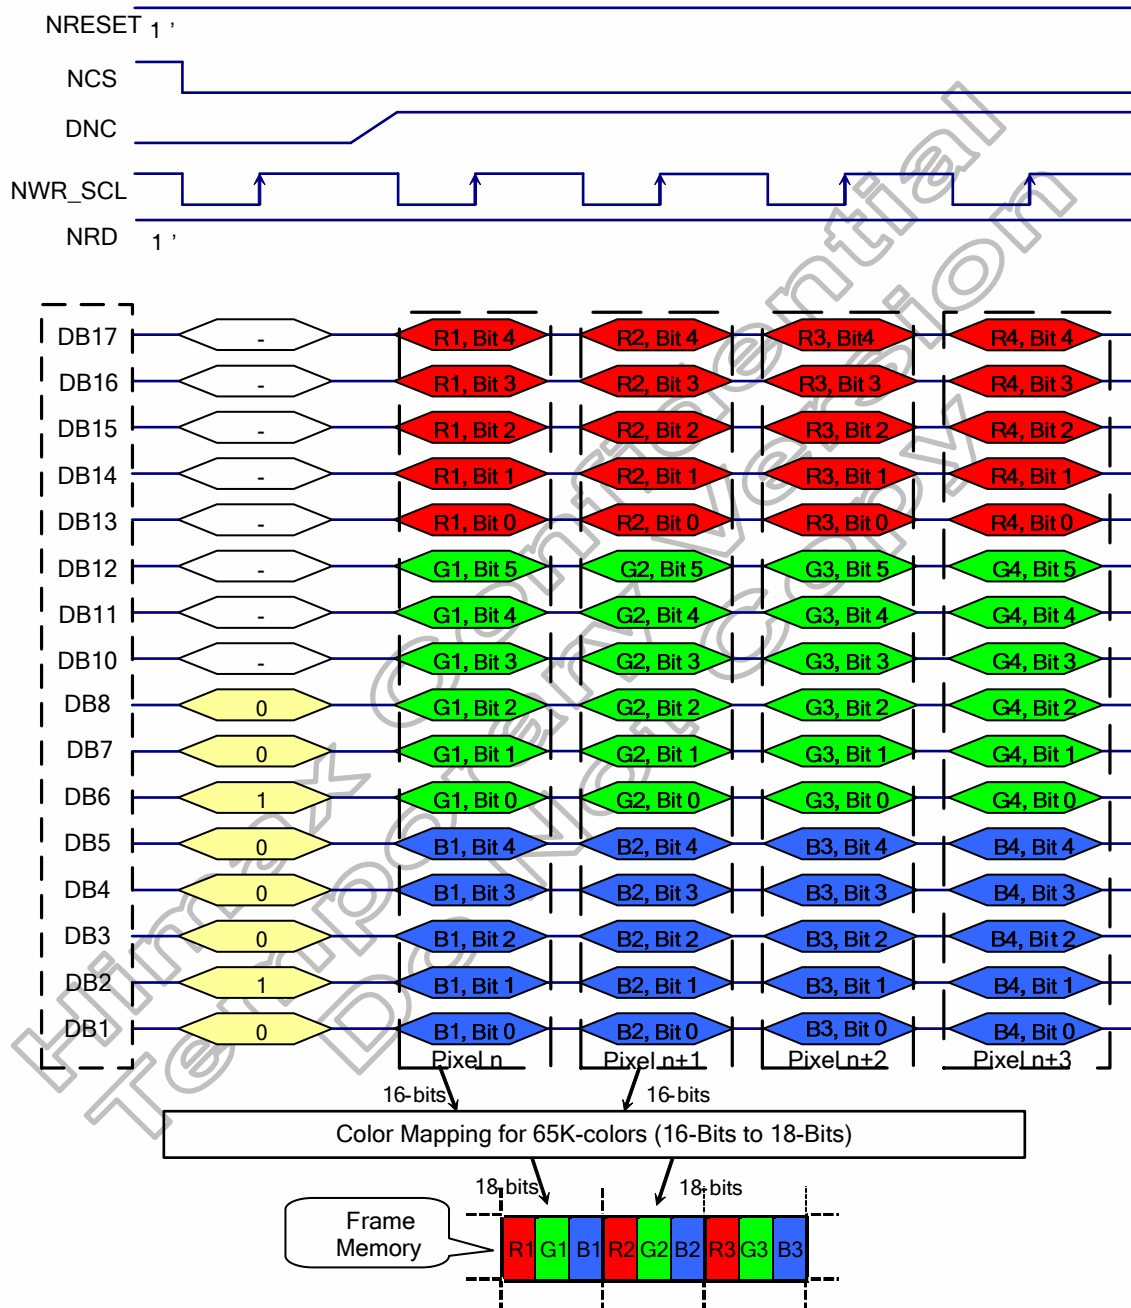 NRESET 1 ’
NCS
DNC
NWR_SCL
NRD 1 ’
DB17 - R1, Bit 4 R2, Bit 4 R3, Bit4 R4, Bit 4
DB16 - R1, Bit 3 R2, Bit 3 R3, Bit 3 R4, Bit 3
DB15 - R1, Bit 2 R2, Bit 2 R3, Bit 2 R4, Bit 2
DB14 - R1, Bit 1 R2, Bit 1 R3, Bit 1 R4, Bit 1
DB13 - R1, Bit 0 R2, Bit 0 R3, Bit 0 R4, Bit 0
DB12 - G1, Bit 5 G2, Bit 5 G3, Bit 5 G4, Bit 5
DB11 - G1, Bit 4 G2, Bit 4 G3, Bit 4 G4, Bit 4
DB10 - G1, Bit 3 G2, Bit 3 G3, Bit 3 G4, Bit 3
DB8 0 G1, Bit 2 G2, Bit 2 G3, Bit 2 G4, Bit 2
DB7 0 G1, Bit 1 G2, Bit 1 G3, Bit 1 G4, Bit 1
DB6 1 G1, Bit 0 G2, Bit 0 G3, Bit 0 G4, Bit 0
DB5 0 B1, Bit 4 B2, Bit 4 B3, Bit 4 B4, Bit 4
DB4 0 B1, Bit 3 B2, Bit 3 B3, Bit 3 B4, Bit 3
DB3 0 B1, Bit 2 B2, Bit 2 B3, Bit 2 B4, Bit 2
DB2 1 B1, Bit 1 B2, Bit 1 B3, Bit 1 B4, Bit 1
DB1 0 B1, Bit 0 B2, Bit 0 B3, Bit 0 B4, Bit 0
Pixel n Pixel n+1 Pixel n+2 Pixel n+3
16-bits 16-bits
Color Mapping for 65K-colors (16-Bits to 18-Bits)
18-bits 18-bits
Frame
Memory
R1 G1 B1 R2 G2 B2 R3 G3 B3
Himax Confidential
Temporary Version
Do Not Copy